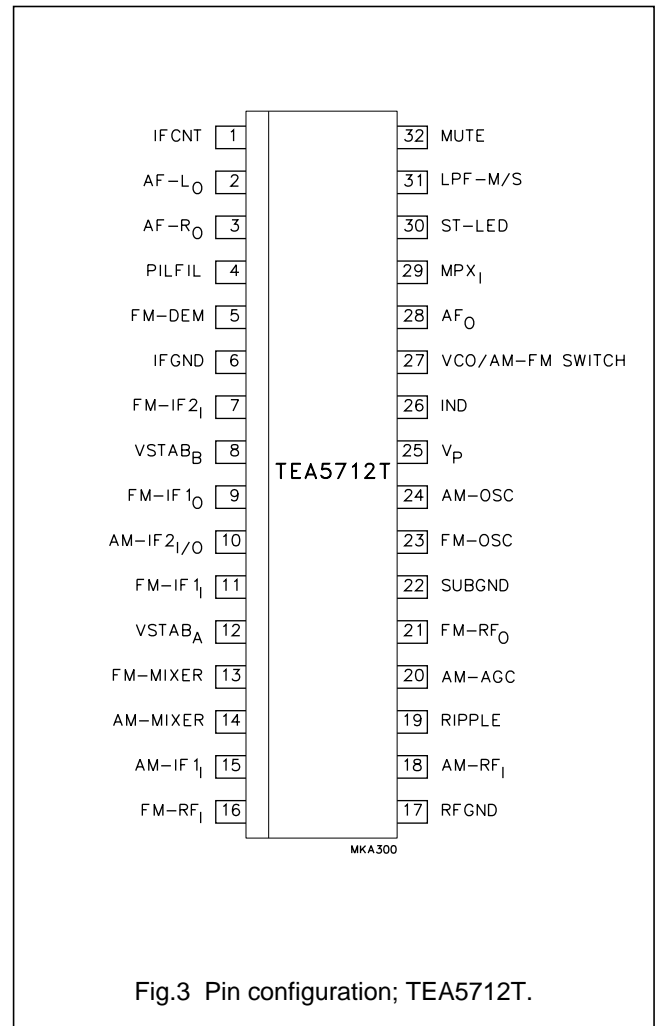 IFCNT 1 32 MUTE
AF-LO 2 31 LPF-M/S
AF-RO 3 30 ST-LED
PILFIL 4 29 MPXI
FM-DEM 5 28 AFO
IFGND 6 27 VCO/AM-FM SWITCH
FM-IF2I 7 26 IND
VSTABB 8 25 VP
TEA5712T
FM-IF1O 9 24 AM-OSC
AM-IF2I/O 10 23 FM-OSC
FM-IF1I 11 22 SUBGND
VSTABA 12 21 FM-RFO
FM-MIXER 13 20 AM-AGC
AM-MIXER 14 19 RIPPLE
AM-IF1I 15 18 AM-RFI
FM-RFI 16 17 RFGND
MKA300
Fig.3 Pin configuration; TEA5712T.